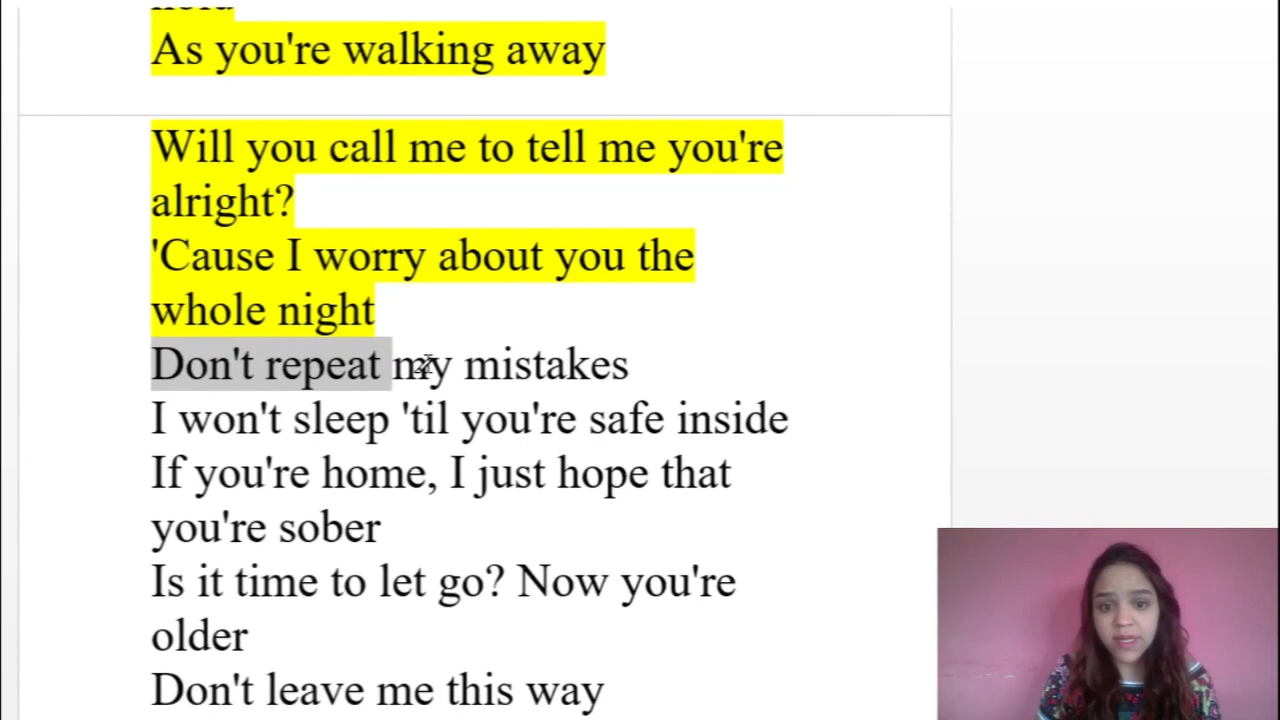 As you're walking away
Will you call me to tell me you're
alright?
'Cause I worry about you the
whole night
Don't repeat my mistakes
I won't sleep 'til you're safe inside
If you're home, I just hope that
you're sober
Is it time to let go? Now you're
older
Don't leave me this way